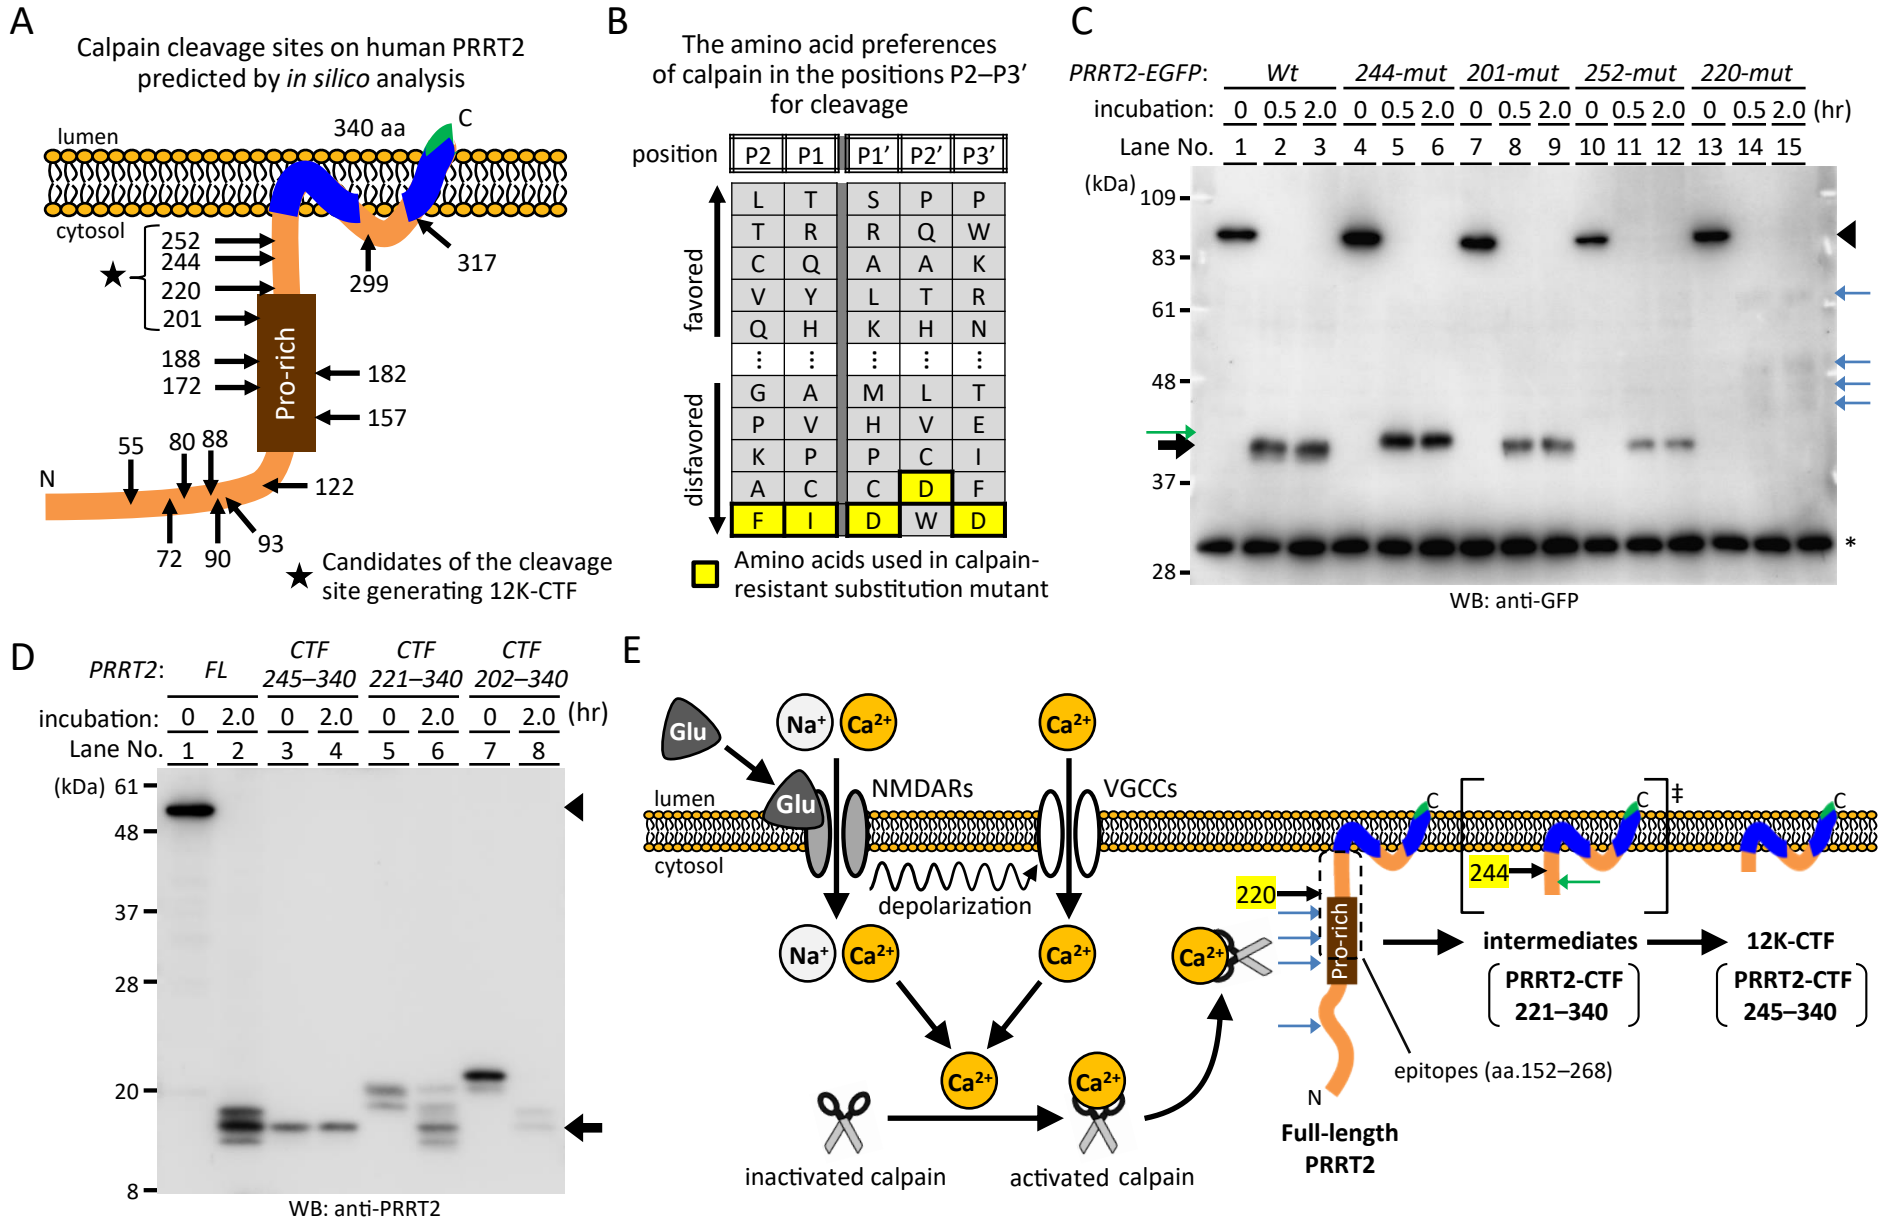 A
Calpain cleavage sites on human PRRT2
predicted by in silico analysis
lumen
340 aa
C
cytosol
252
244
220
201
188
172
★
317
299
182
157
Pro-rich
N
55
80
88
122
72
90
93
★ Candidates of the cleavage
site generating 12K-CTF
B
The amino acid preferences
of calpain in the positions P2–P3′
for cleavage
position P2 P1 P1′ P2′ P3′
favored
L T S P P
T R R Q W
C Q A A K
V Y L T R
Q H K H N
⋮ ⋮ ⋮ ⋮ ⋮
disfavored
G A M L T
P V H V E
K P P C I
A C C D F
F I D W D
Amino acids used in calpain-
resistant substitution mutant
C
PRRT2-EGFP: Wt 244-mut 201-mut 252-mut 220-mut
incubation: 0 0.5 2.0 0 0.5 2.0 0 0.5 2.0 0 0.5 2.0 0 0.5 2.0 (hr)
Lane No. 1 2 3 4 5 6 7 8 9 10 11 12 13 14 15
(kDa)
109
83
61
48
37
28
*
WB: anti-GFP
D
PRRT2: FL CTF 245–340 CTF 221–340 CTF 202–340
incubation: 0 2.0 0 2.0 0 2.0 0 2.0 (hr)
Lane No. 1 2 3 4 5 6 7 8
(kDa) 61
48
37
28
20
8
WB: anti-PRRT2
E
Glu
Na⁺
Ca²⁺
Ca²⁺
Glu
NMDARs
VGCCs
lumen
cytosol
depolarization
Na⁺
Ca²⁺
Ca²⁺
Ca²⁺
Ca²⁺
Ca²⁺
inactivated calpain
activated calpain
C
220
Pro-rich
N
Full-length
PRRT2
epitopes (aa.152–268)
C
‡
244
intermediates
PRRT2-CTF
221–340
C
12K-CTF
PRRT2-CTF
245–340